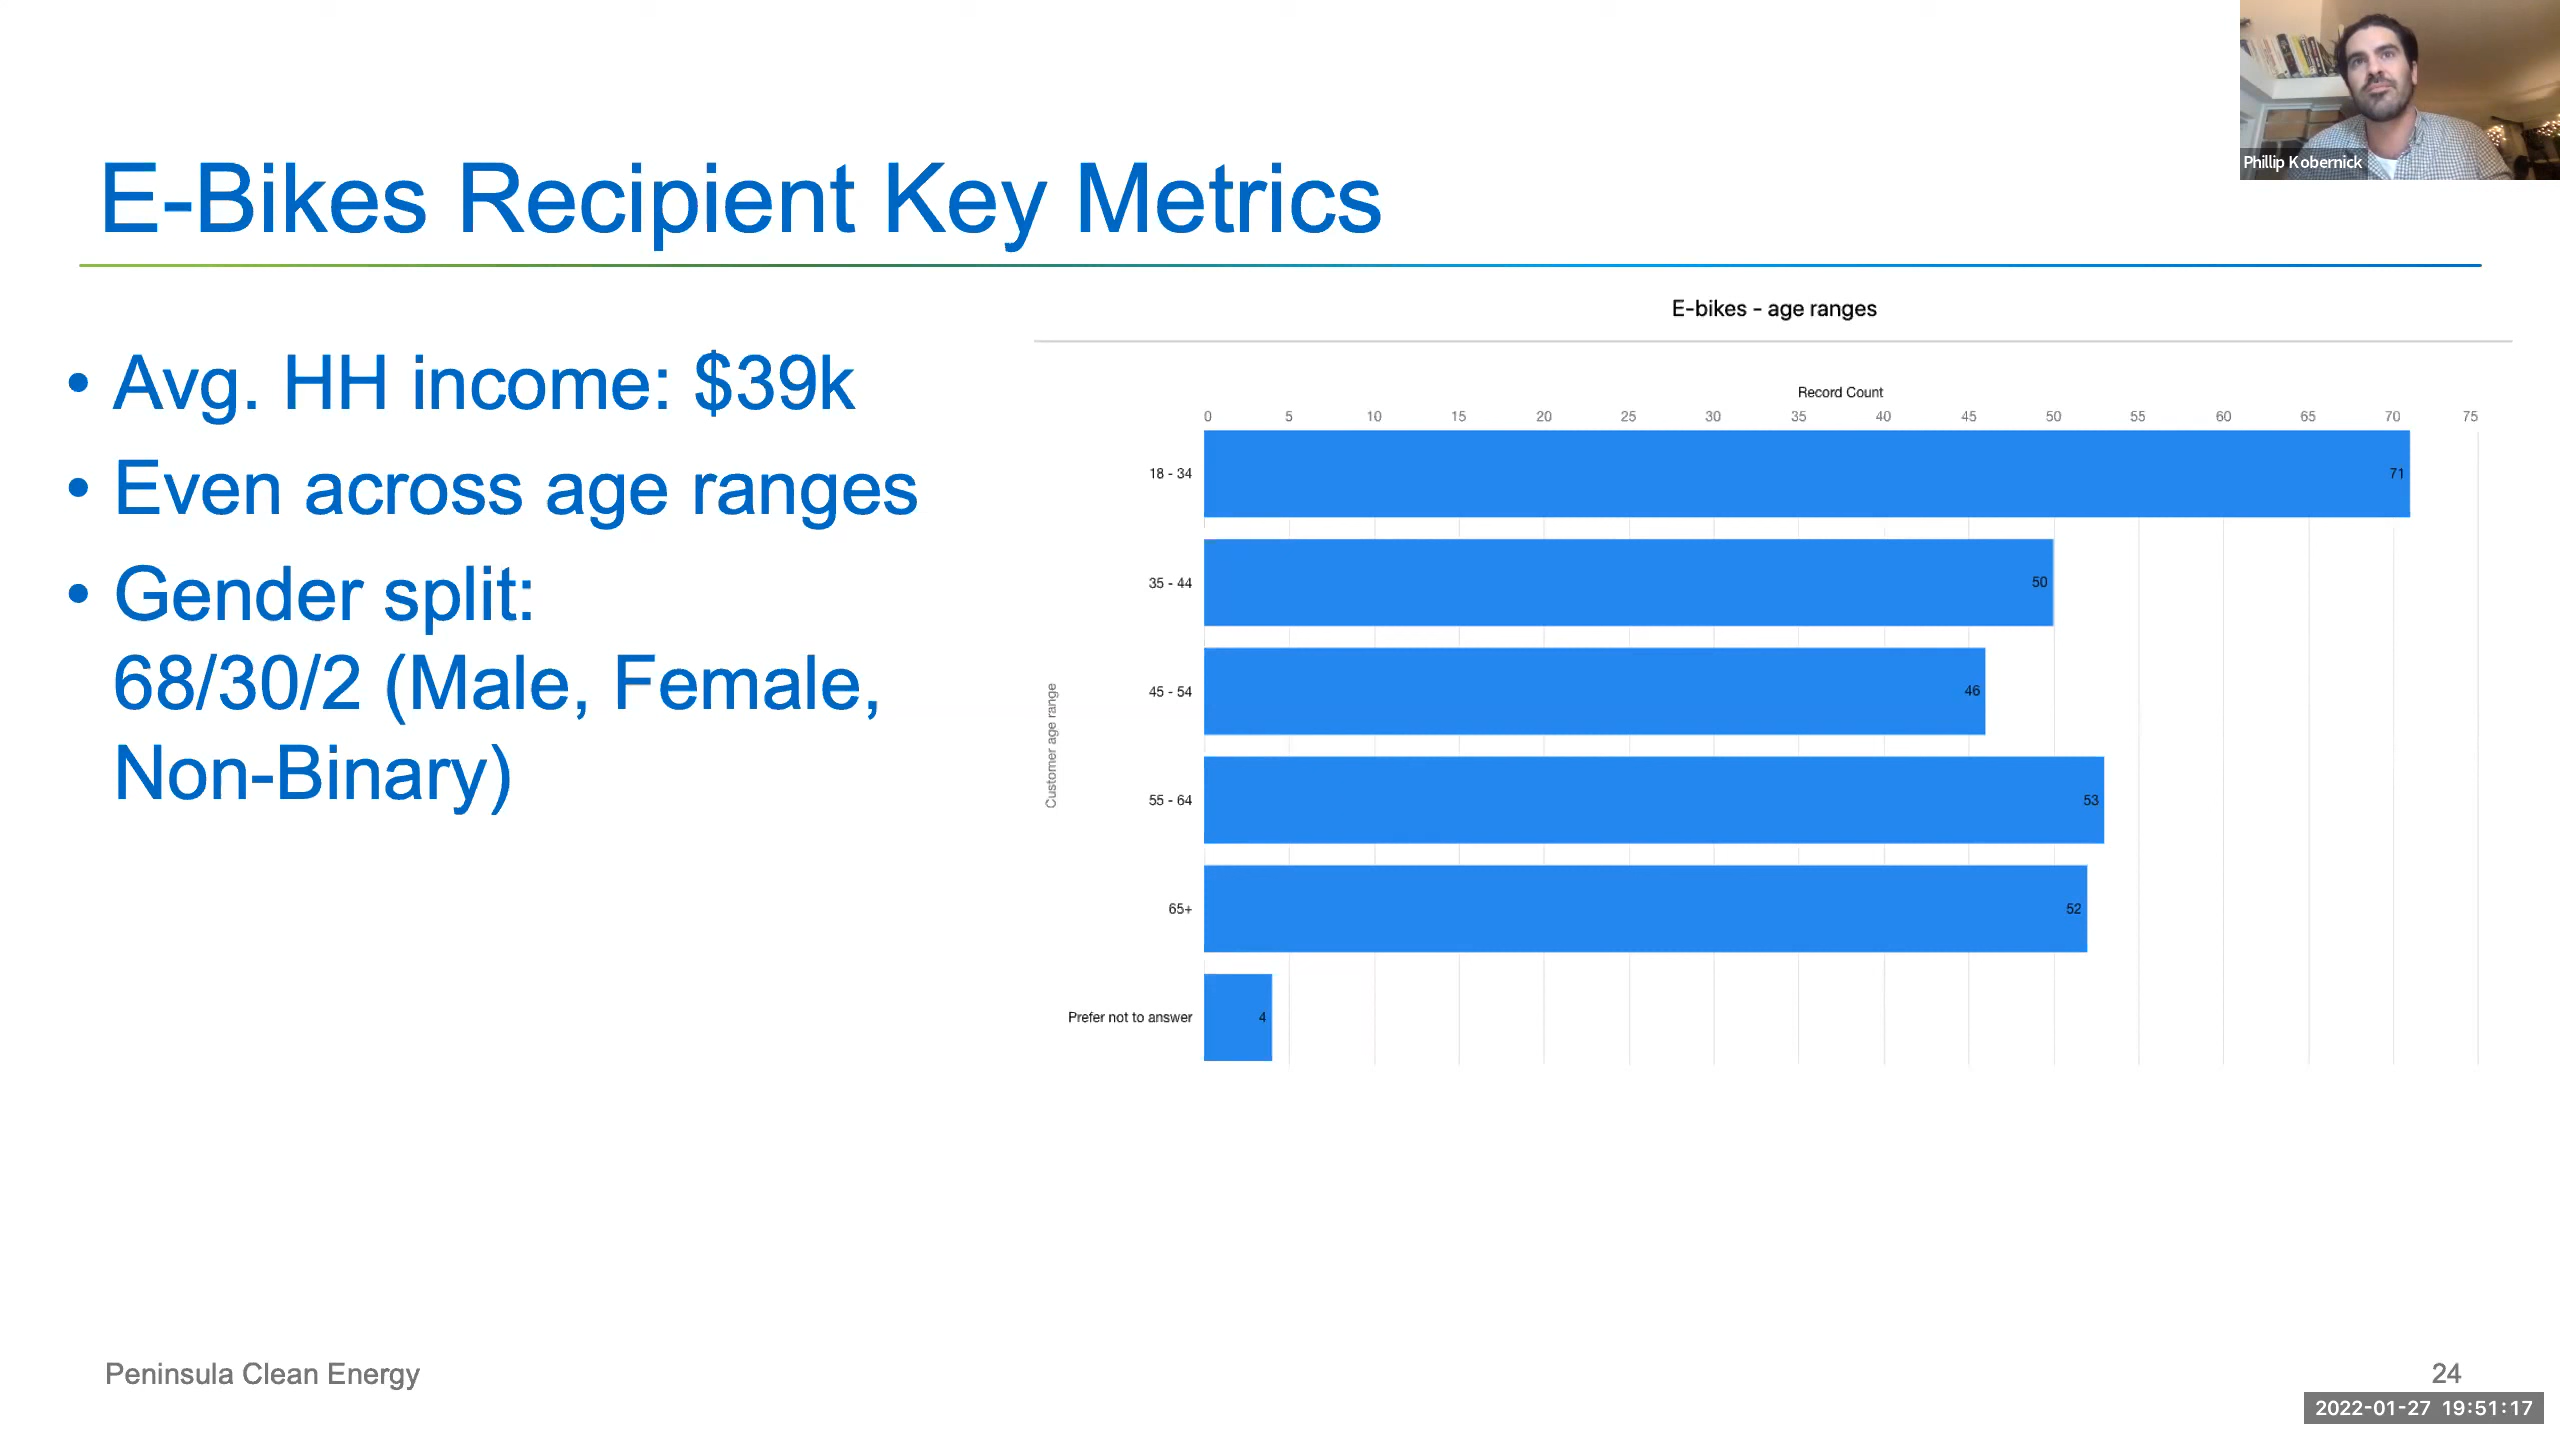 Phillip Kobernick
E-Bikes Recipient Key Metrics
• Avg. HH income: $39k
• Even across age ranges
• Gender split:
68/30/2 (Male, Female,
Non-Binary)
E-bikes - age ranges
Record Count
0 5 10 15 20 25 30 35 40 45 50 55 60 65 70 75
Customer age range
18 - 34 71
35 - 44 50
45 - 54 46
55 - 64 53
65+ 52
Prefer not to answer 4
Peninsula Clean Energy
24
2022-01-27 19:51:17